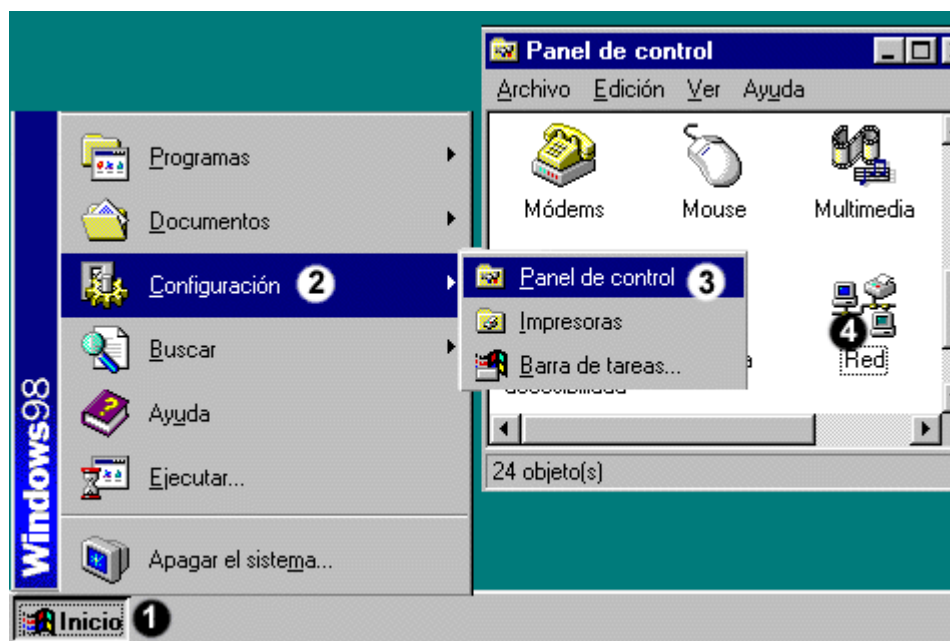 Panel de control
Archivo Edición Ver Ayuda
Módems Mouse Multimedia
Programas
Documentos
Configuración 2
Panel de control 3
Impresoras
Barra de tareas...
4
Red
accesibilidad
Buscar
Ayuda
Ejecutar...
24 objeto(s)
Apagar el sistema...
Windows98
Inicio 1